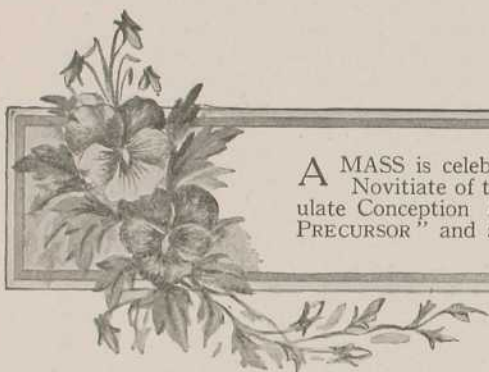 A MASS is celeb
Novitiate of t
ulate Conception
PRECURSOR" and